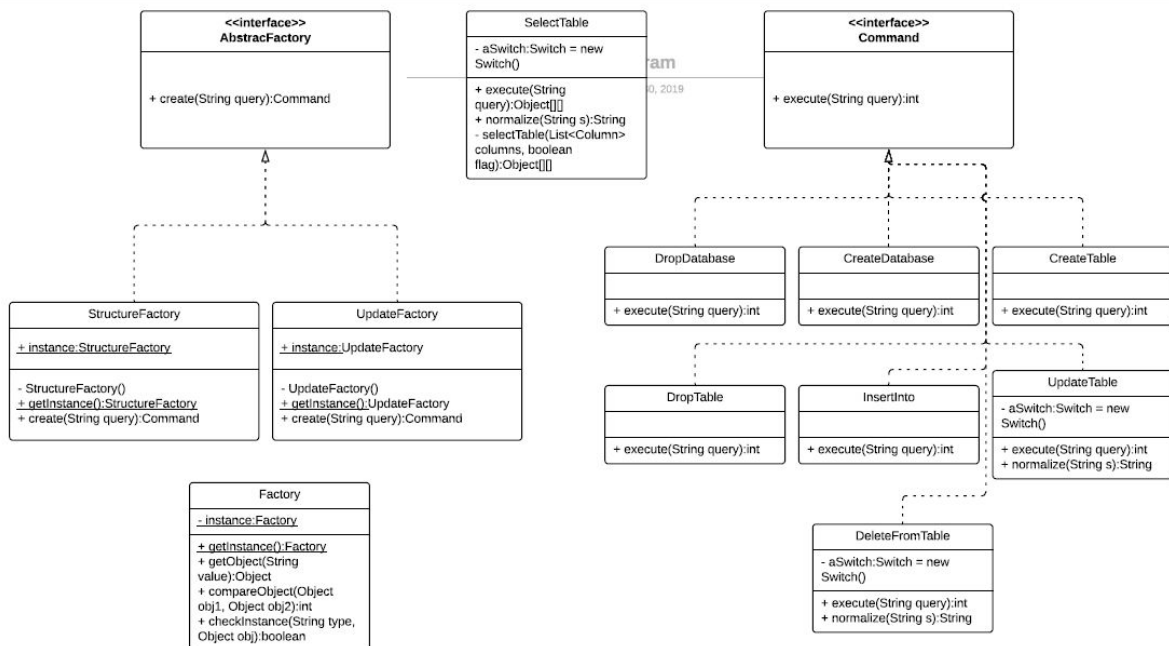 <<interface>>
AbstracFactory
+ create(String query):Command
SelectTable
- aSwitch:Switch = new
Switch()
+ execute(String
query):Object[][]
+ normalize(String s):String
- selectTable(List<Column>
columns, boolean
flag):Object[][]
ram
0, 2019
<<interface>>
Command
+ execute(String query):int
DropDatabase
+ execute(String query):int
CreateDatabase
+ execute(String query):int
CreateTable
+ execute(String query):int
StructureFactory
+ instance:StructureFactory
- StructureFactory()
+ getInstance():StructureFactory
+ create(String query):Command
UpdateFactory
+ instance:UpdateFactory
- UpdateFactory()
+ getInstance():UpdateFactory
+ create(String query):Command
DropTable
+ execute(String query):int
InsertInto
+ execute(String query):int
UpdateTable
- aSwitch:Switch = new
Switch()
+ execute(String query):int
+ normalize(String s):String
Factory
- instance:Factory
+ getInstance():Factory
+ getObject(String
value):Object
+ compareObject(Object
obj1, Object obj2):int
+ checkInstance(String type,
Object obj):boolean
DeleteFromTable
- aSwitch:Switch = new
Switch()
+ execute(String query):int
+ normalize(String s):String